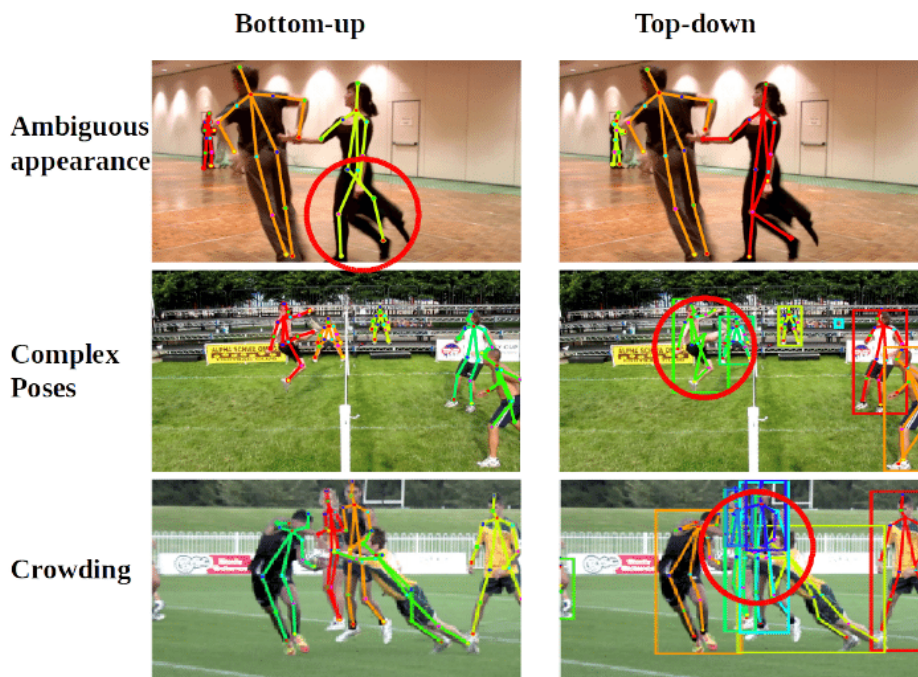 Bottom-up
Top-down
Ambiguous
appearance
Complex
Poses
Crowding